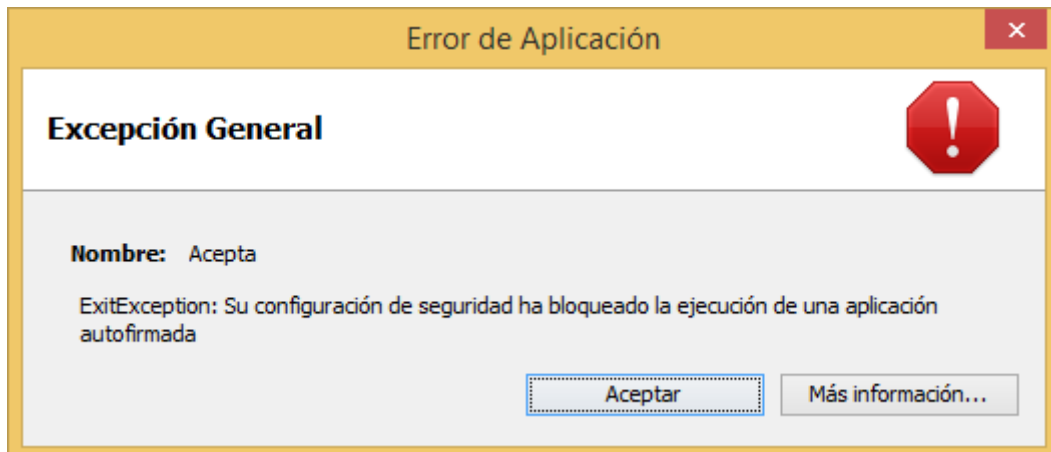 Error de Aplicación
Excepción General
Nombre: Acepta
ExitException: Su configuración de seguridad ha bloqueado la ejecución de una aplicación
autofirmada
Aceptar
Más información...